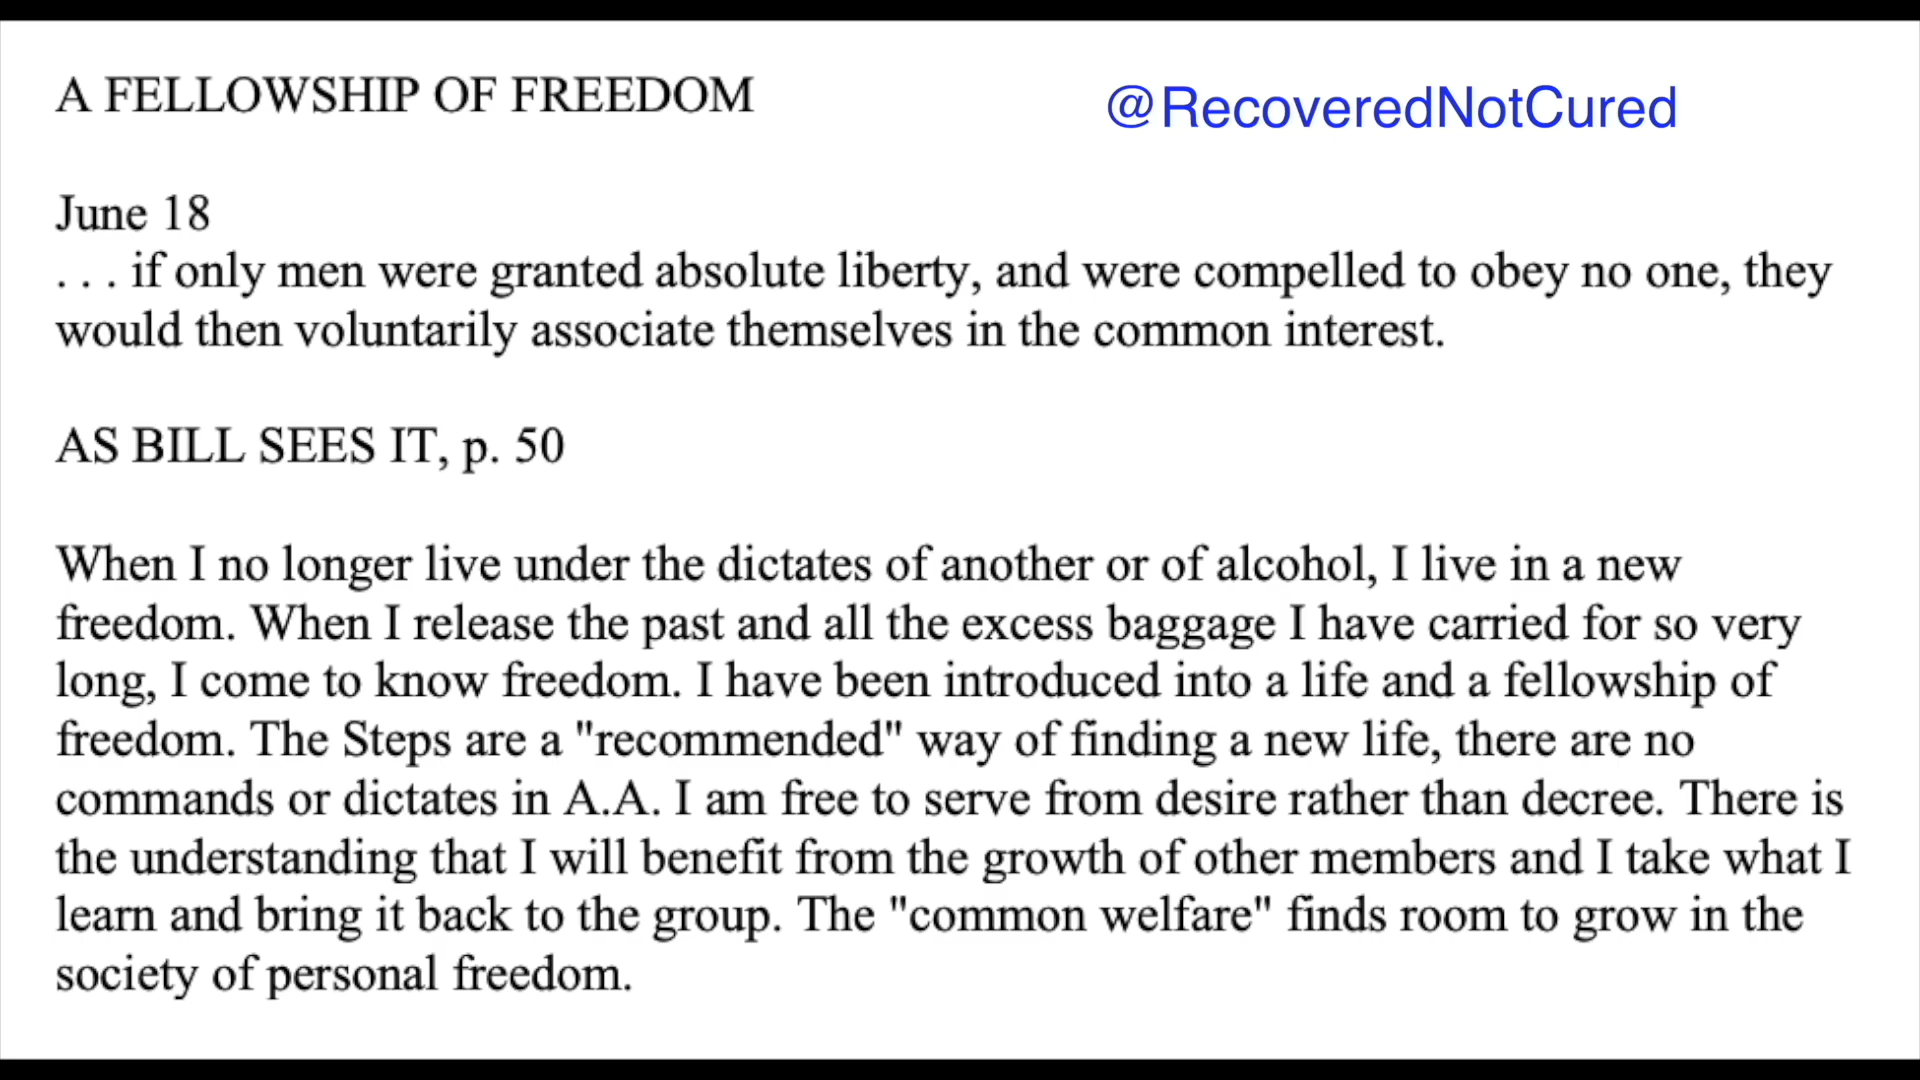 A FELLOWSHIP OF FREEDOM
@RecoveredNotCured
June 18
. . . if only men were granted absolute liberty, and were compelled to obey no one, they
would then voluntarily associate themselves in the common interest.
AS BILL SEES IT, p. 50
When I no longer live under the dictates of another or of alcohol, I live in a new
freedom. When I release the past and all the excess baggage I have carried for so very
long, I come to know freedom. I have been introduced into a life and a fellowship of
freedom. The Steps are a "recommended" way of finding a new life, there are no
commands or dictates in A.A. I am free to serve from desire rather than decree. There is
the understanding that I will benefit from the growth of other members and I take what I
learn and bring it back to the group. The "common welfare" finds room to grow in the
society of personal freedom.